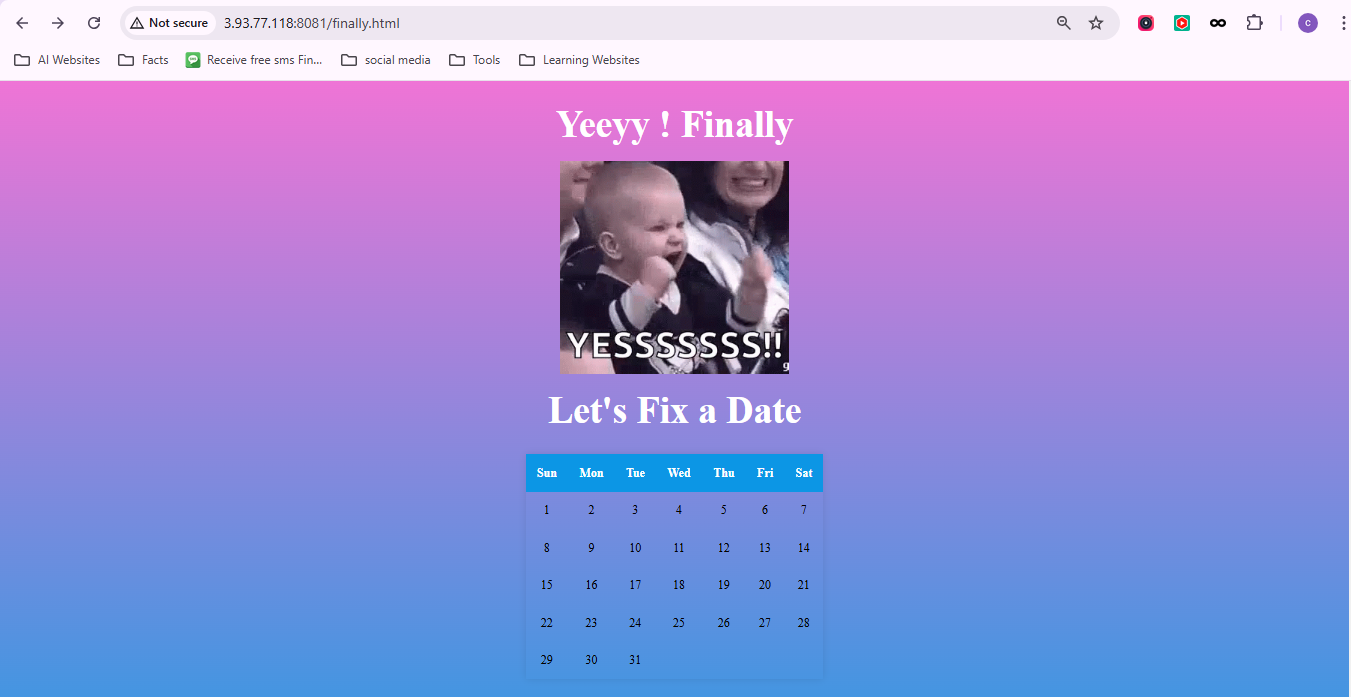 Not secure 3.93.77.118:8081/finally.html
C
AI Websites Facts Receive free sms Fin... social media Tools Learning Websites
Yeeyy ! Finally
YESSSSSSS!!
g
Let's Fix a Date
Sun Mon Tue Wed Thu Fri Sat
1 2 3 4 5 6 7
8 9 10 11 12 13 14
15 16 17 18 19 20 21
22 23 24 25 26 27 28
29 30 31